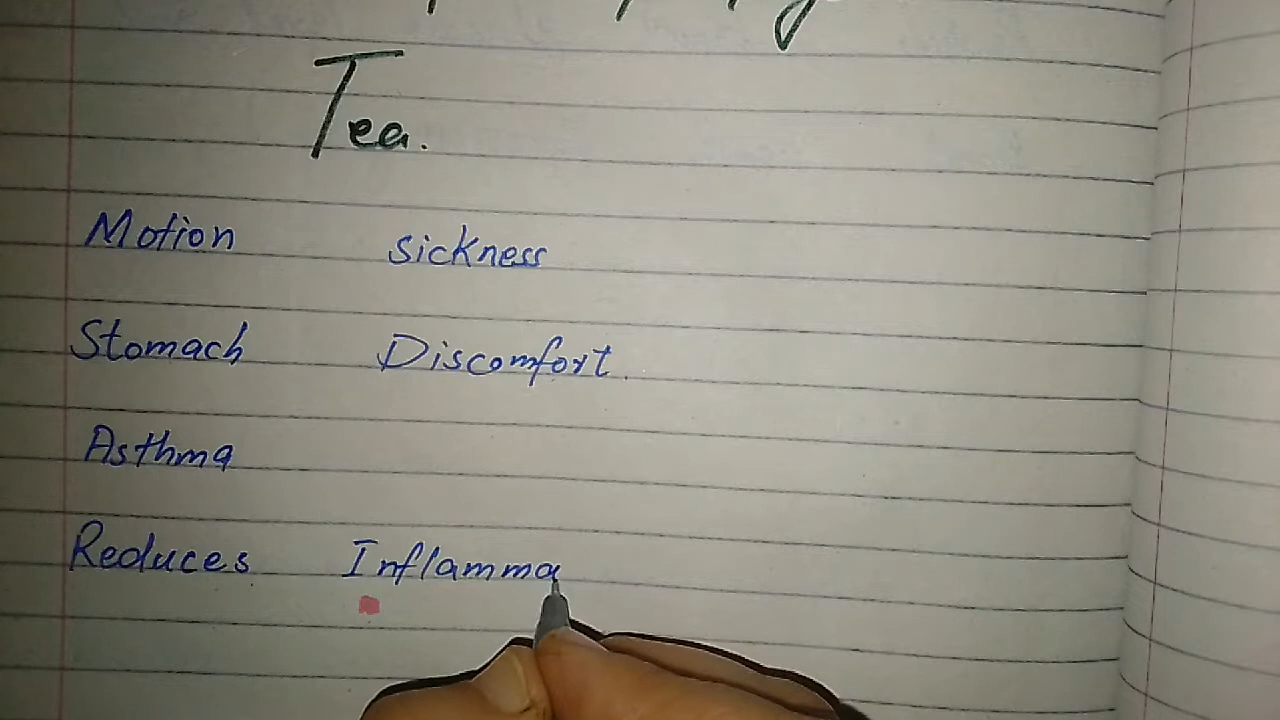 Tea.
Motion Sickness
Stomach Discomfort
Asthma
Reduces Inflamma